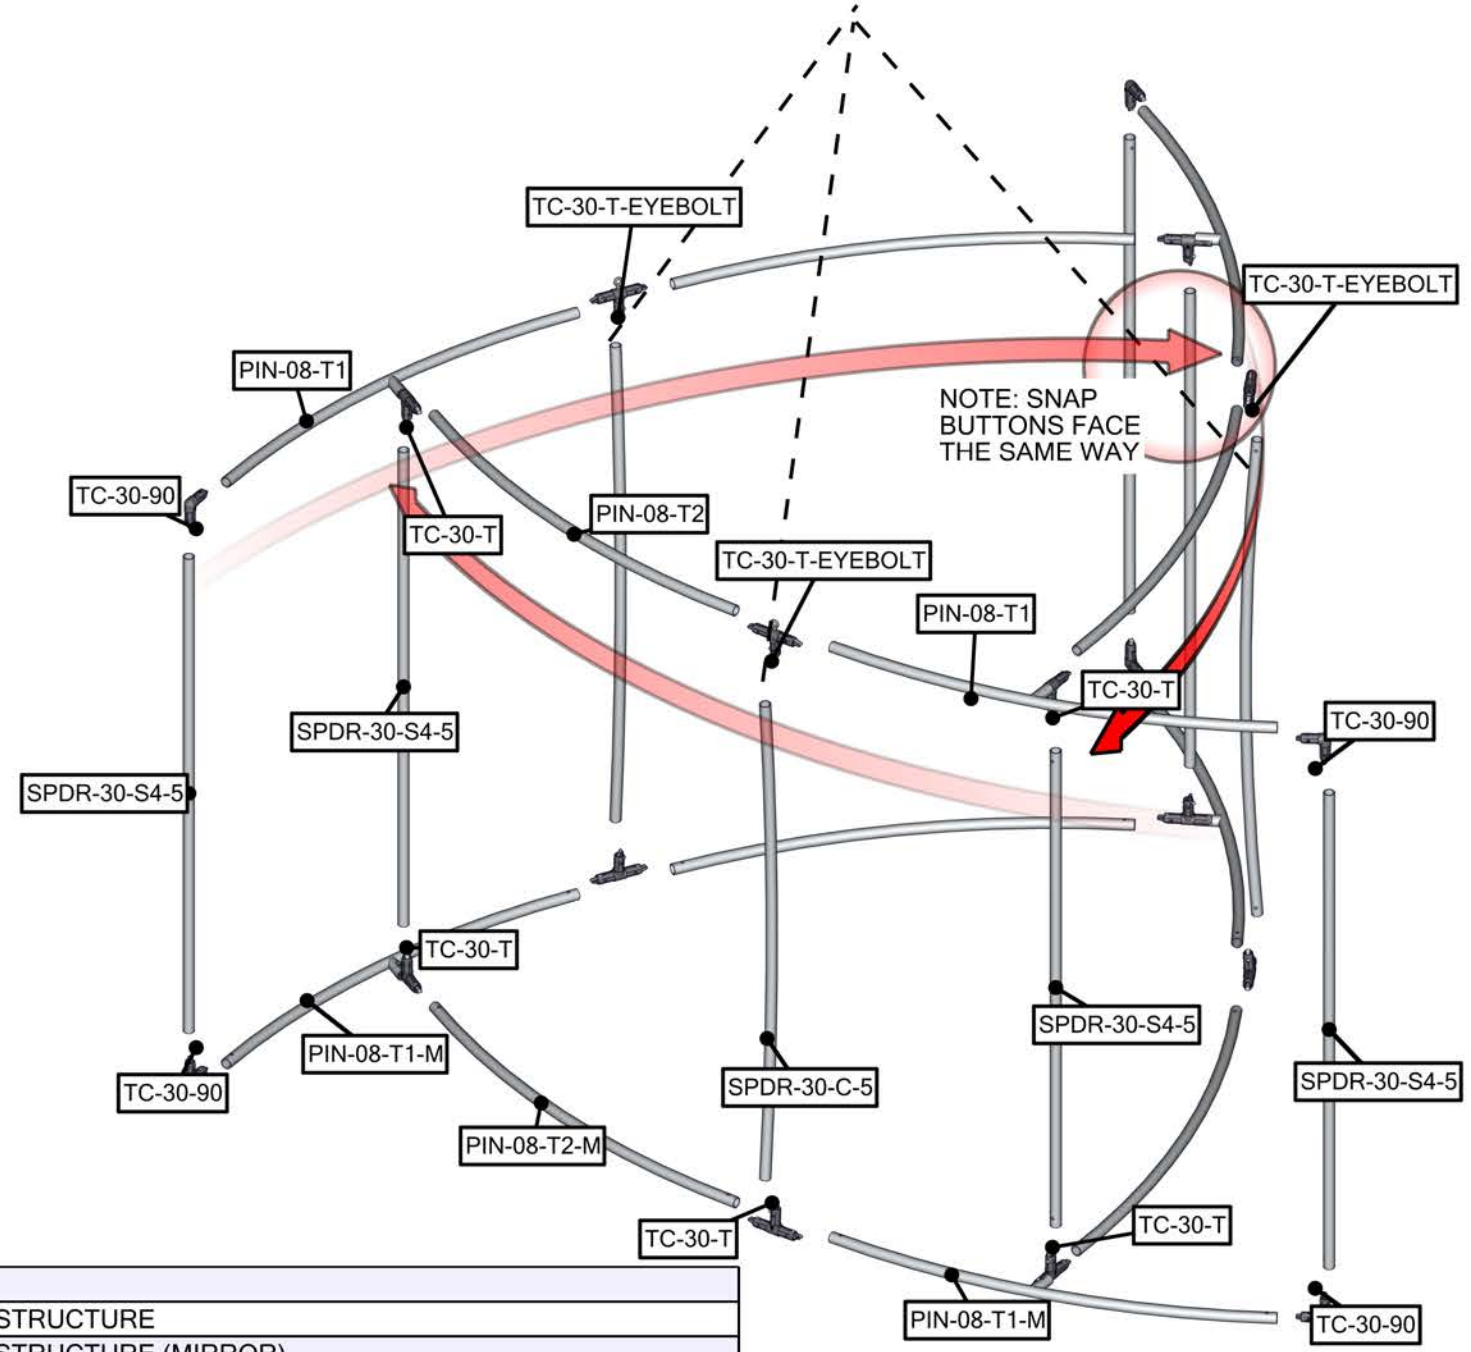 TC-30-T-EYEBOLT
TC-30-T-EYEBOLT
PIN-08-T1
NOTE: SNAP
BUTTONS FACE
THE SAME WAY
TC-30-90
PIN-08-T2
TC-30-T
TC-30-T-EYEBOLT
PIN-08-T1
TC-30-T
TC-30-90
SPDR-30-S4-5
SPDR-30-S4-5
TC-30-T
SPDR-30-S4-5
PIN-08-T1-M
SPDR-30-S4-5
TC-30-90
SPDR-30-C-5
PIN-08-T2-M
TC-30-T
TC-30-T
PIN-08-T1-M
TC-30-90
STRUCTURE
STRUCTURE (MIRROR)